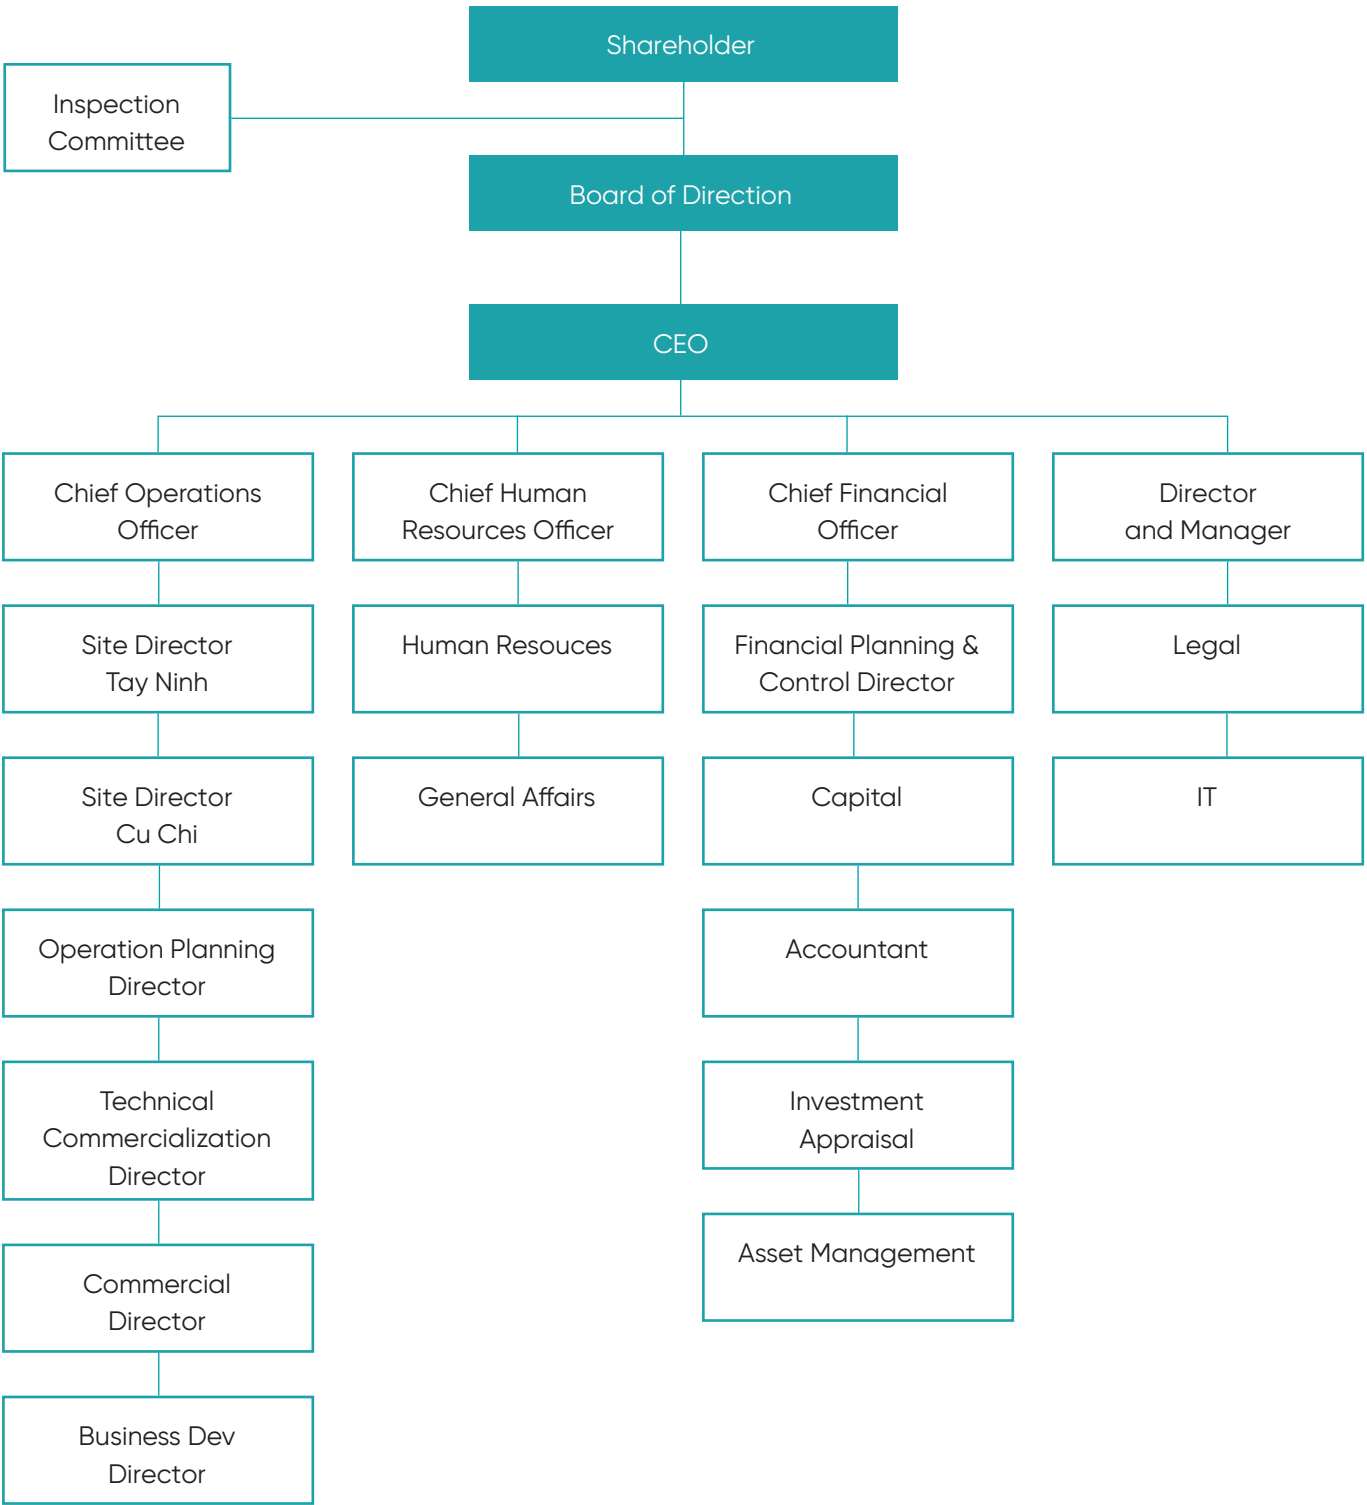 Shareholder
Inspection
Committee
Board of Direction
CEO
Chief Operations
Officer
Chief Human
Resources Officer
Chief Financial
Officer
Director
and Manager
Site Director
Tay Ninh
Human Resouces
Financial Planning &
Control Director
Legal
Site Director
Cu Chi
General Affairs
Capital
IT
Operation Planning
Director
Accountant
Technical
Commercialization
Director
Investment
Appraisal
Commercial
Director
Asset Management
Business Dev
Director